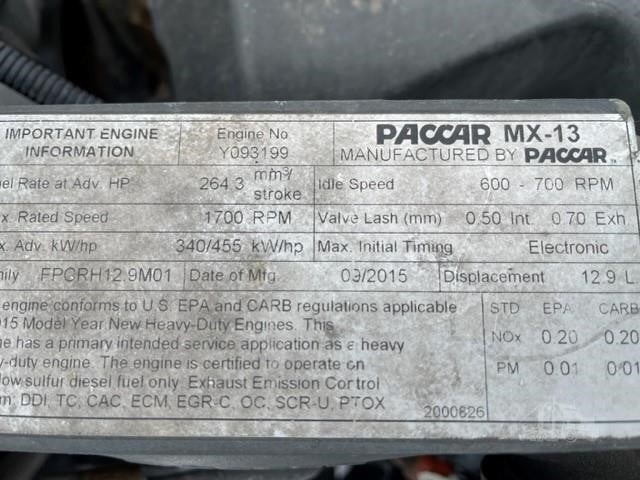 IMPORTANT ENGINE INFORMATION
Engine No Y093199
PACCAR MX-13
MANUFACTURED BY PACCAR
uel Rate at Adv. HP 264.3 mm³/stroke
Idle Speed 600 - 700 RPM
x. Rated Speed 1700 RPM
Valve Lash (mm) 0.50 Int. 0.70 Exh
x. Adv. kW/hp 340/455 kW/hp
Max. Initial Timing Electronic
mily FPCRH12.9M01
Date of Mfg. 09/2015
Displacement 12.9 L
engine conforms to U.S. EPA and CARB regulations applicable
015 Model Year New Heavy-Duty Engines. This
ne has a primary intended service application as e heavy
y-duty engine. The engine is certified to operate on
low sulfur diesel fuel only. Exhaust Emission Control
m: DDI, TC, CAC, ECM, EGR-C, OC, SCR-U, PTOX
2000826
STD EPA CARB
NOx 0.20 0.20
PM 0.01 0.01